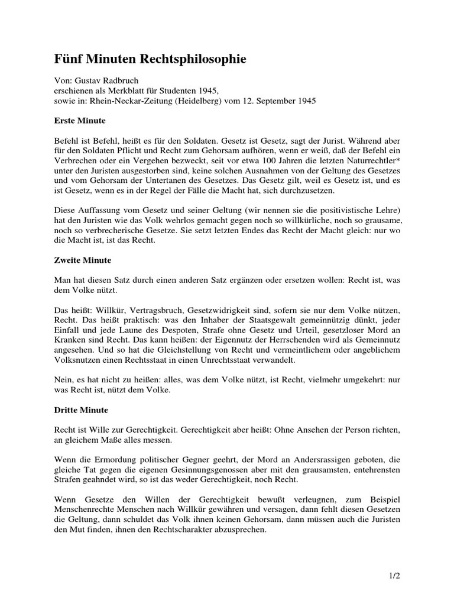 Fünf Minuten Rechtsphilosophie
Von: Gustav Radbruch
erschienen als Merkblatt für Studenten 1945,
sowie in: Rhein-Neckar-Zeitung (Heidelberg) vom 12. September 1945
Erste Minute
Befehl ist Befehl, heißt es für den Soldaten. Gesetz ist Gesetz, sagt der Jurist. Während aber
für den Soldaten Pflicht und Recht zum Gehorsam aufhören, wenn er weiß, daß der Befehl ein
Verbrechen oder ein Vergehen bezweckt, seit vor etwa 100 Jahren die letzten Naturrechtler*
unter den Juristen ausgestorben sind, keine solchen Ausnahmen von der Geltung des Gesetzes
und vom Gehorsam der Untertanen des Gesetzes. Das Gesetz gilt, weil es Gesetz ist, und es
ist Gesetz, wenn es in der Regel der Fälle die Macht hat, sich durchzusetzen.
Diese Auffassung vom Gesetz und seiner Geltung (wir nennen sie die positivistische Lehre)
hat den Juristen wie das Volk wehrlos gemacht gegen noch so willkürliche, noch so grausame,
noch so verbrecherische Gesetze. Sie setzt letzten Endes das Recht der Macht gleich: nur wo
die Macht ist, ist das Recht.
Zweite Minute
Man hat diesen Satz durch einen anderen Satz ergänzen oder ersetzen wollen: Recht ist, was
dem Volke nützt.
Das heißt: Willkür, Vertragsbruch, Gesetzwidrigkeit sind, sofern sie nur dem Volke nützen,
Recht. Das heißt praktisch: was den Inhaber der Staatsgewalt gemeinnützig dünkt, jeder
Einfall und jede Laune des Despoten, Strafe ohne Gesetz und Urteil, gesetzloser Mord an
Kranken sind Recht. Das kann heißen: der Eigennutz der Herrschenden wird als Gemeinnutz
angesehen. Und so hat die Gleichstellung von Recht und vermeintlichem oder angeblichem
Volksnutzen einen Rechtsstaat in einen Unrechtsstaat verwandelt.
Nein, es hat nicht zu heißen: alles, was dem Volke nützt, ist Recht, vielmehr umgekehrt: nur
was Recht ist, nützt dem Volke.
Dritte Minute
Recht ist Wille zur Gerechtigkeit. Gerechtigkeit aber heißt: Ohne Ansehen der Person richten,
an gleichem Maße alles messen.
Wenn die Ermordung politischer Gegner geehrt, der Mord an Andersrassigen geboten, die
gleiche Tat gegen die eigenen Gesinnungsgenossen aber mit den grausamsten, entehrensten
Strafen geahndet wird, so ist das weder Gerechtigkeit, noch Recht.
Wenn Gesetze den Willen der Gerechtigkeit bewußt verleugnen, zum Beispiel
Menschenrechte Menschen nach Willkür gewähren und versagen, dann fehlt diesen Gesetzen
die Geltung, dann schuldet das Volk ihnen keinen Gehorsam, dann müssen auch die Juristen
den Mut finden, ihnen den Rechtscharakter abzusprechen.
1/2